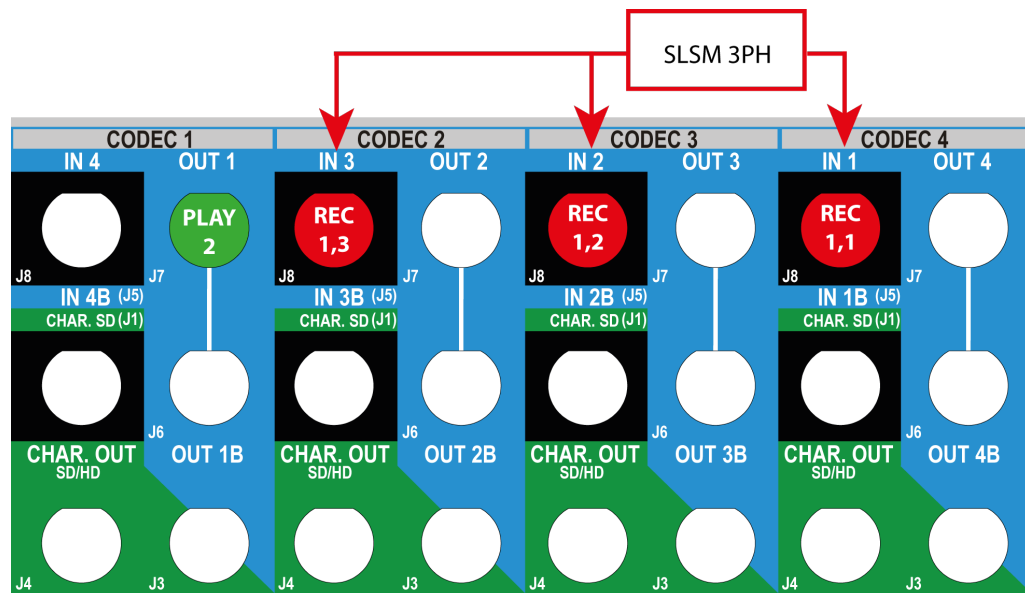 SLSM 3PH
CODEC 1 CODEC 2 CODEC 3 CODEC 4
IN 4 OUT 1 IN 3 OUT 2 IN 2 OUT 3 IN 1 OUT 4
PLAY
2
REC
1,3
REC
1,2
REC
1,1
J8 J7 J8 J7 J8 J7 J8 J7
IN 4B (J5) IN 3B (J5) IN 2B (J5) IN 1B (J5)
CHAR. SD (J1) CHAR. SD (J1) CHAR. SD (J1) CHAR. SD (J1)
J6 J6 J6 J6
CHAR. OUT OUT 1B CHAR. OUT OUT 2B CHAR. OUT OUT 3B CHAR. OUT OUT 4B
SD/HD SD/HD SD/HD SD/HD
J4 J3 J4 J3 J4 J3 J4 J3